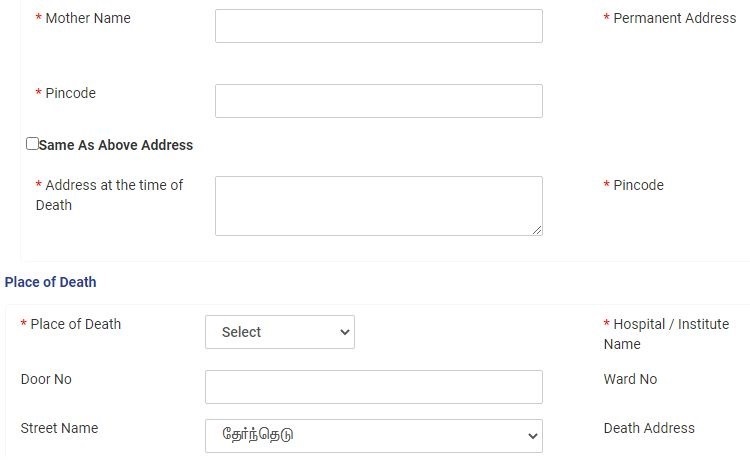 * Mother Name * Permanent Address
* Pincode
Same As Above Address
* Address at the time of * Pincode
Death
Place of Death
* Place of Death Select * Hospital / Institute
Name
Door No Ward No
Street Name தேர்ந்தெடு Death Address